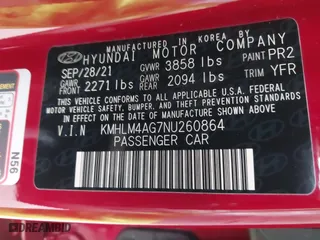 MANUFACTURED IN KOREA BY
HYUNDAI MOTOR COMPANY
SEP/28/21 GVWR 3858 lbs PAINT PR2
GAWR FRONT 2271 lbs GAWR REAR 2094 lbs TRIM YFR
THIS VEHICLE CONFORMS TO ALL APPLICABLE U.S. FEDERAL
MOTOR VEHICLE SAFETY, BUMPER, AND THEFT PREVENTION
STANDARDS IN EFFECT ON THE DATE OF MANUFACTURE SHOWN ABOVE.
V.I.N KMHLM4AG7NU260864
PASSENGER CAR
N56
DREAMBID